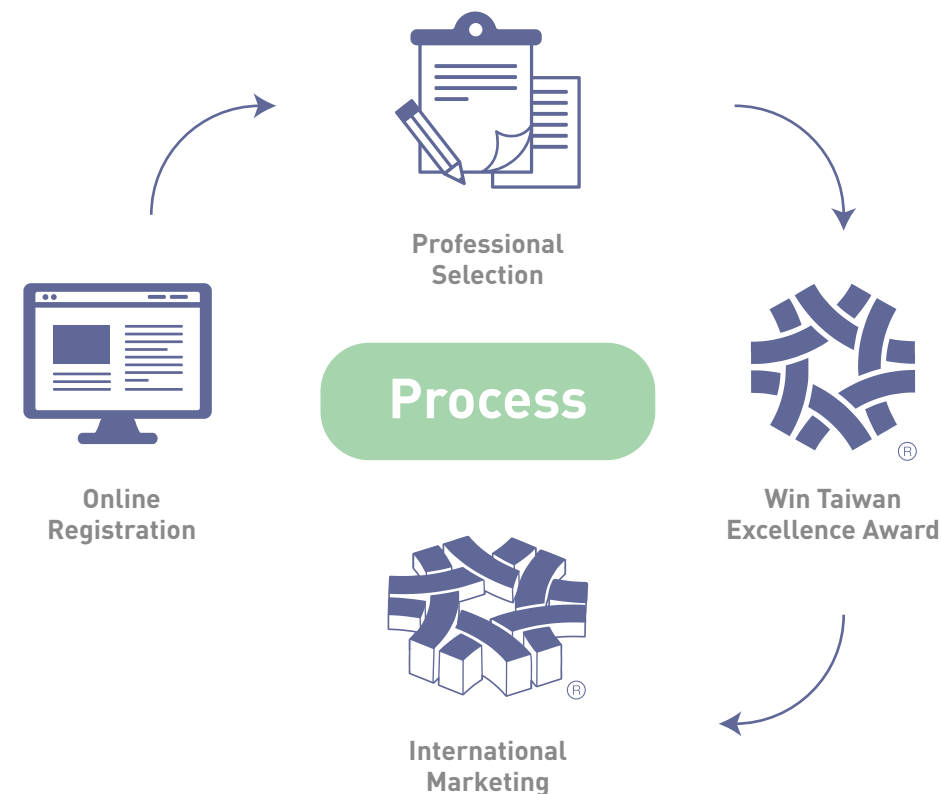 Professional
Selection
Process
Online
Registration
Win Taiwan
Excellence Award
®
®
International
Marketing